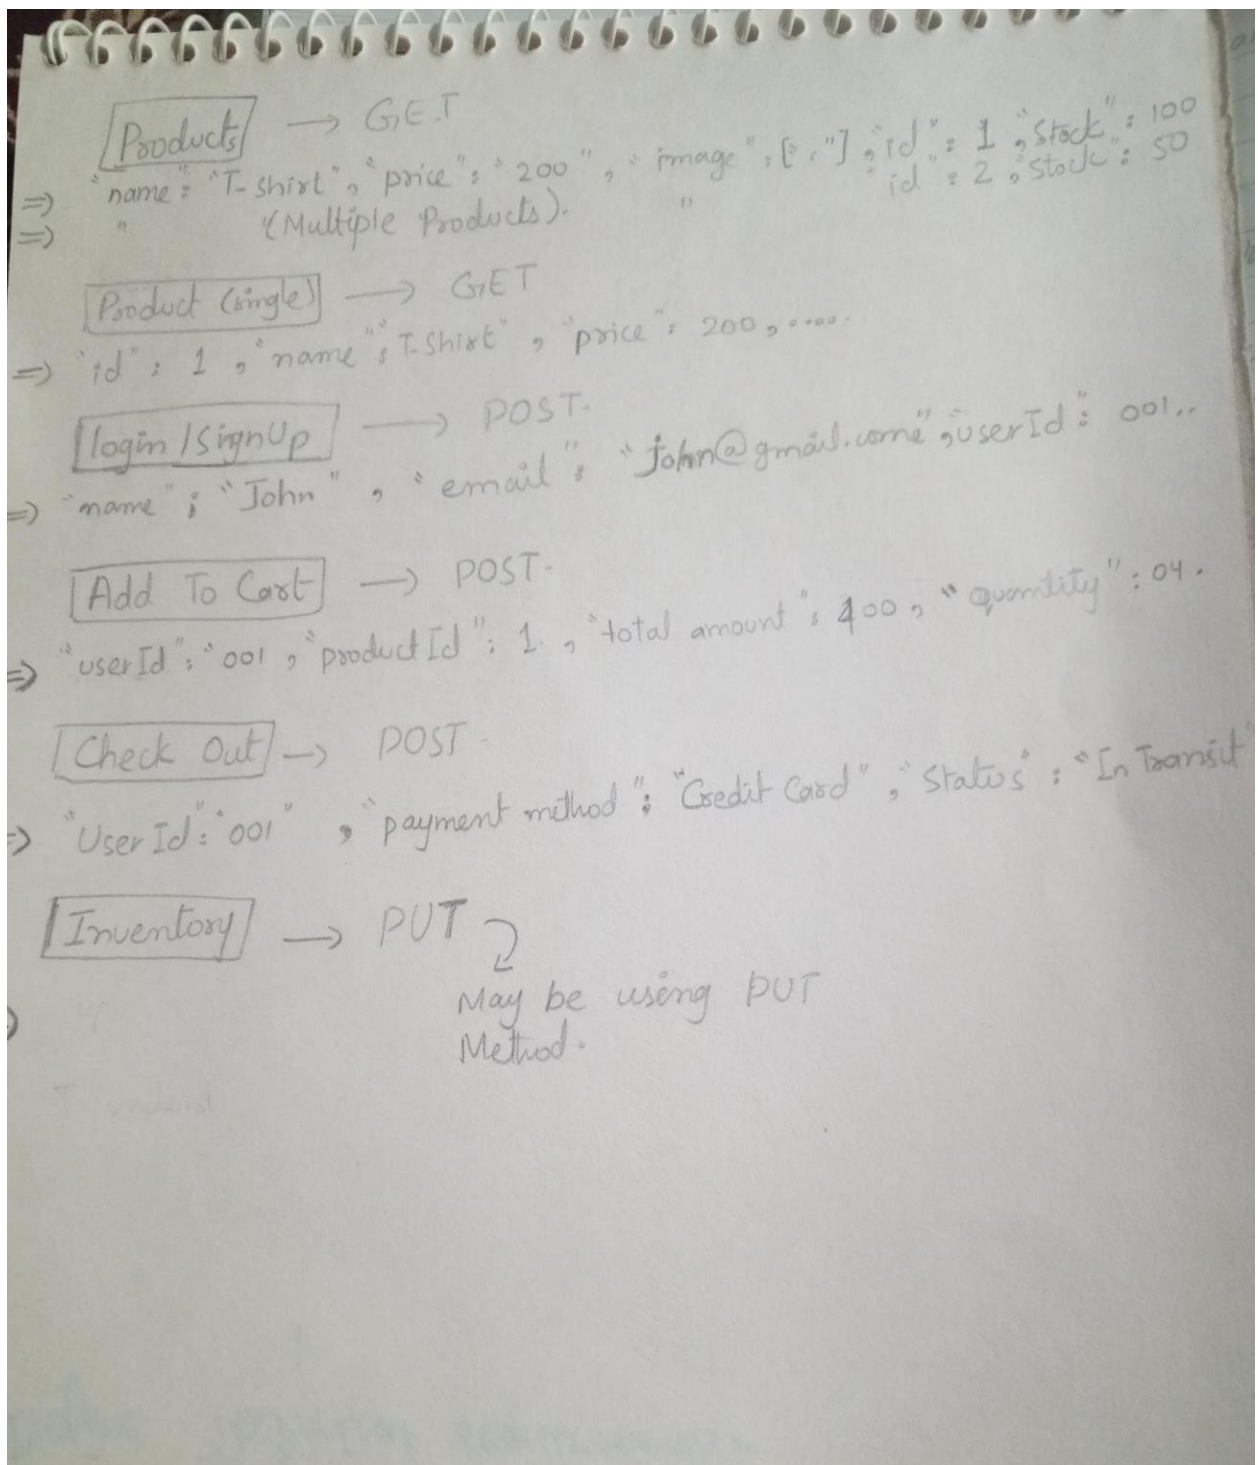 Products → GET
⇒ "name": "T-shirt", "price": "200", "image": [" "], "id": 1, "Stock": 100
⇒ " (Multiple Products). " "id": 2, "Stock": 50
Product (single) → GET
⇒ "id": 1, "name": "T-Shirt", "price": 200, .....
login / SignUp → POST.
⇒ "name"; "John", "email": "john@gmail.come", "userId": 001..
Add To Cart → POST.
⇒ "userId": "001, "productId": 1., "total amount": 400, "quantity": 04.
Check Out → POST.
⇒ "UserId": "001", "payment method"; "Credit Card", "Status": "In Transit"
Inventory → PUT
May be using PUT
Method.